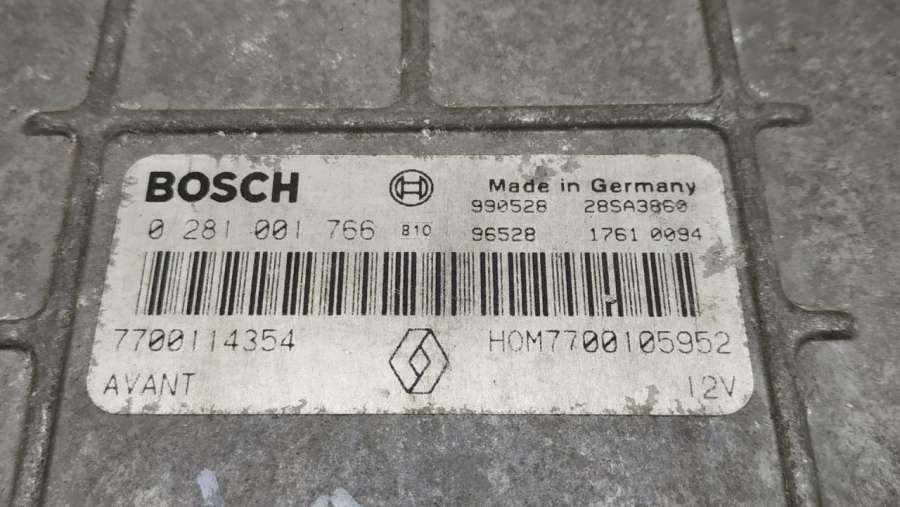 BOSCH Made in Germany
990528 28SA3860
0 281 001 766 B10 96528 1761 0094
7700114354 HOM7700105952
AVANT 12V